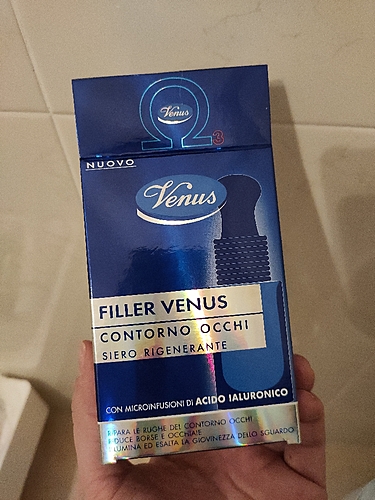 Venus
Ω3
NUOVO
Venus
FILLER VENUS
CONTORNO OCCHI
SIERO RIGENERANTE
CON MICROINFUSIONI DI ACIDO IALURONICO
RIPARA LE RUGHE DEL CONTORNO OCCHI
RIDUCE BORSE E OCCHIAIE
ILLUMINA ED ESALTA LA GIOVINEZZA DELLO SGUARDO